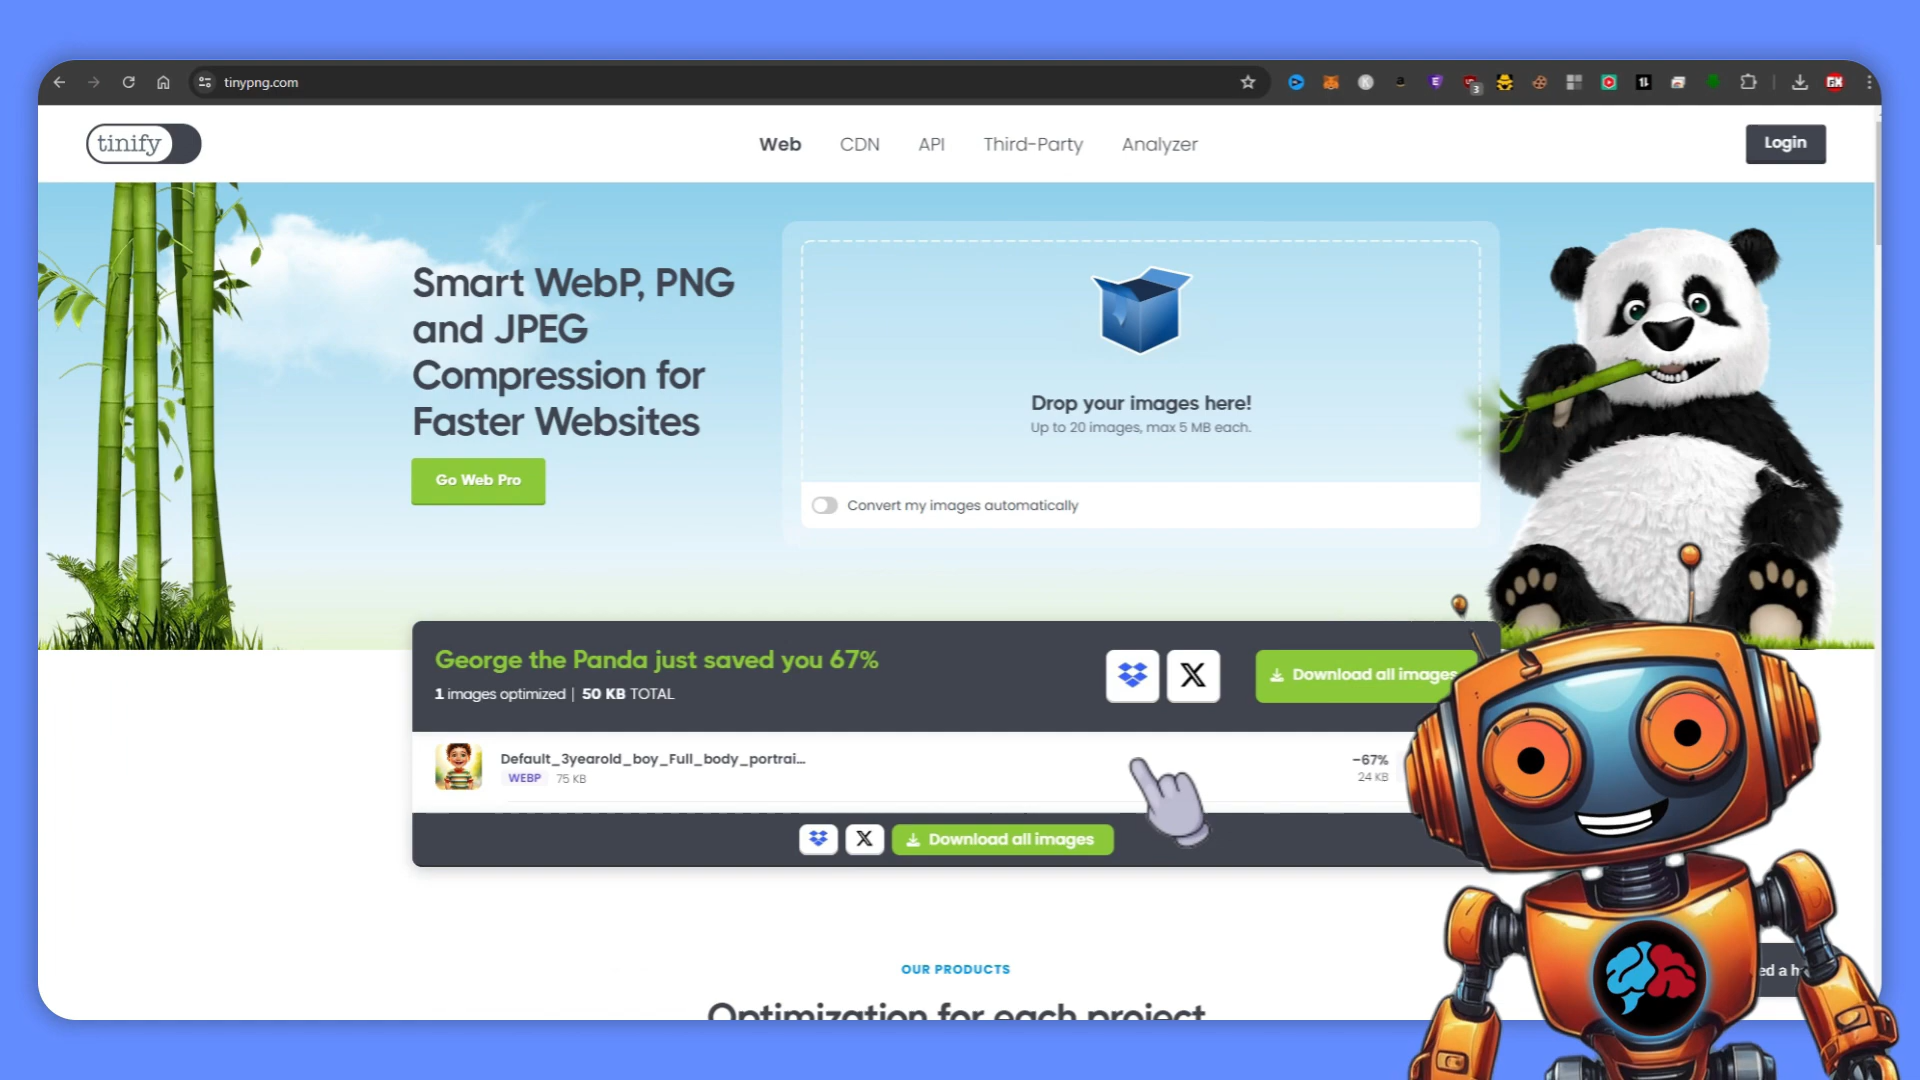 tinypng.com
tinify
Web
CDN
API
Third-Party
Analyzer
Login
Smart WebP, PNG
and JPEG
Compression for
Faster Websites
Go Web Pro
Drop your images here!
Up to 20 images, max 5 MB each.
Convert my images automatically
George the Panda just saved you 67%
1 images optimized | 50 KB TOTAL
Download all images
Default_3yearold_boy_Full_body_portrai...
WEBP 75 KB
-67%
24 KB
Download all images
OUR PRODUCTS
Optimization for each project